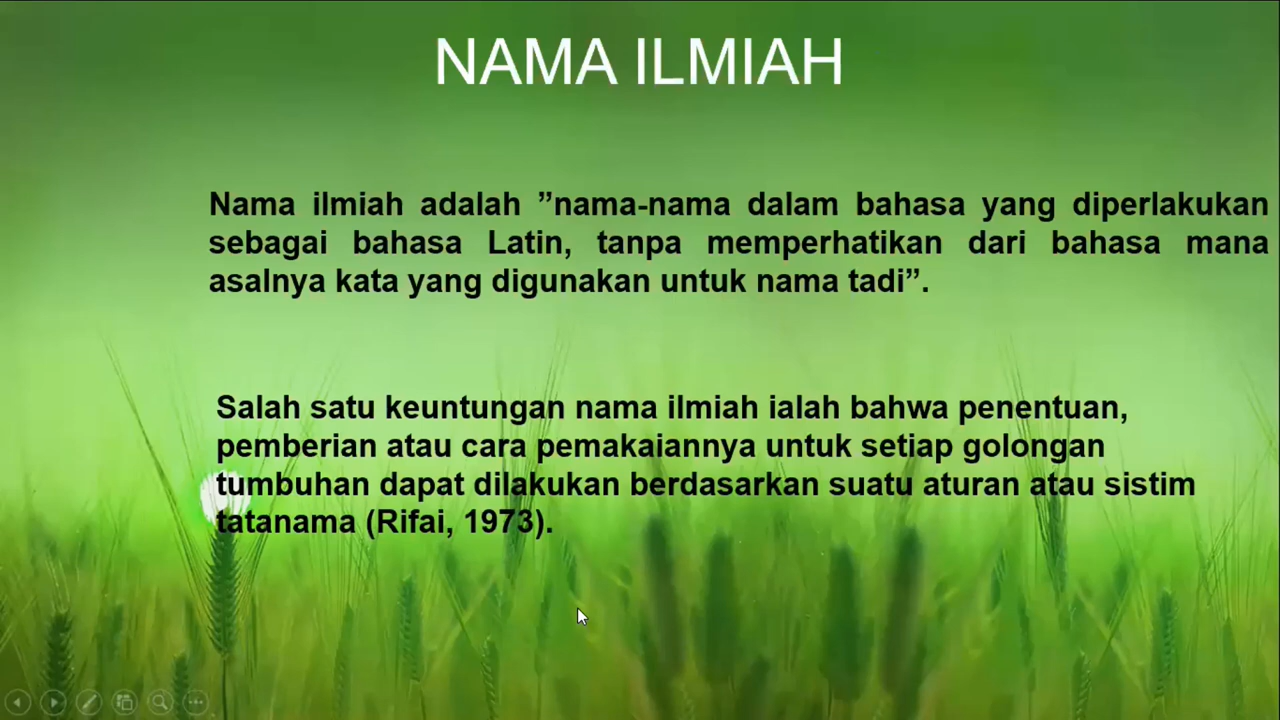 NAMA ILMIAH
Nama ilmiah adalah ”nama-nama dalam bahasa yang diperlakukan
sebagai bahasa Latin, tanpa memperhatikan dari bahasa mana
asalnya kata yang digunakan untuk nama tadi”.
Salah satu keuntungan nama ilmiah ialah bahwa penentuan,
pemberian atau cara pemakaiannya untuk setiap golongan
tumbuhan dapat dilakukan berdasarkan suatu aturan atau sistim
tatanama (Rifai, 1973).